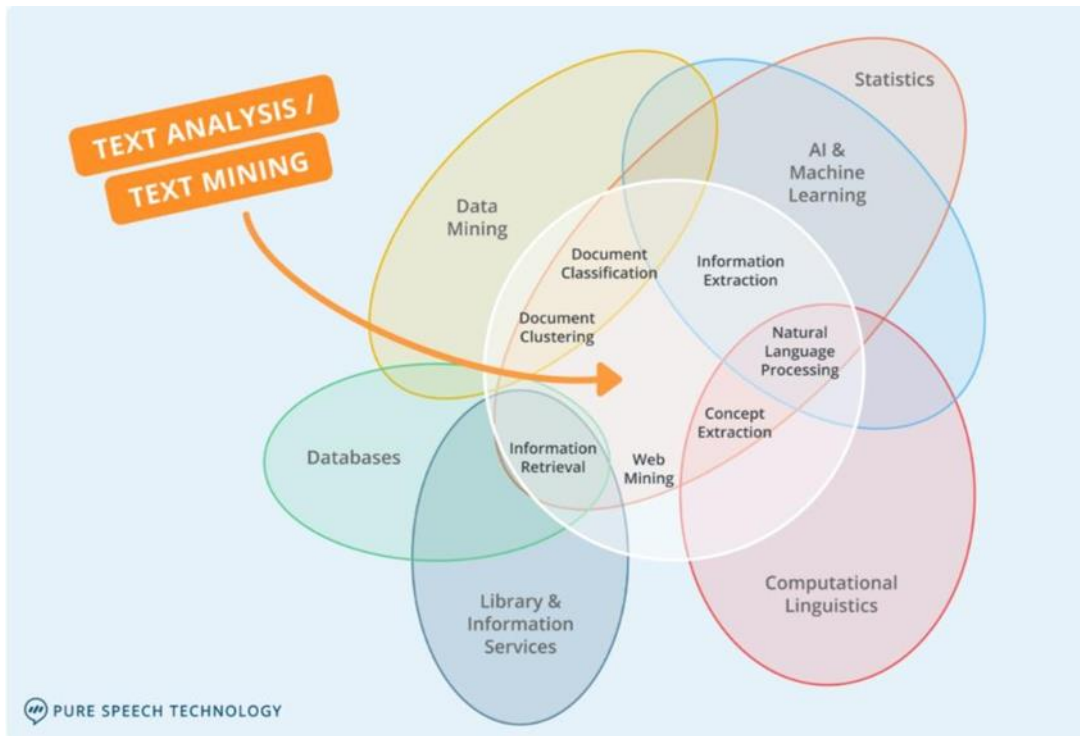 TEXT ANALYSIS /
TEXT MINING
Statistics
AI &
Machine
Learning
Data
Mining
Document
Classification
Information
Extraction
Document
Clustering
Natural
Language
Processing
Concept
Extraction
Databases
Information
Retrieval
Web
Mining
Computational
Linguistics
Library &
Information
Services
PURE SPEECH TECHNOLOGY